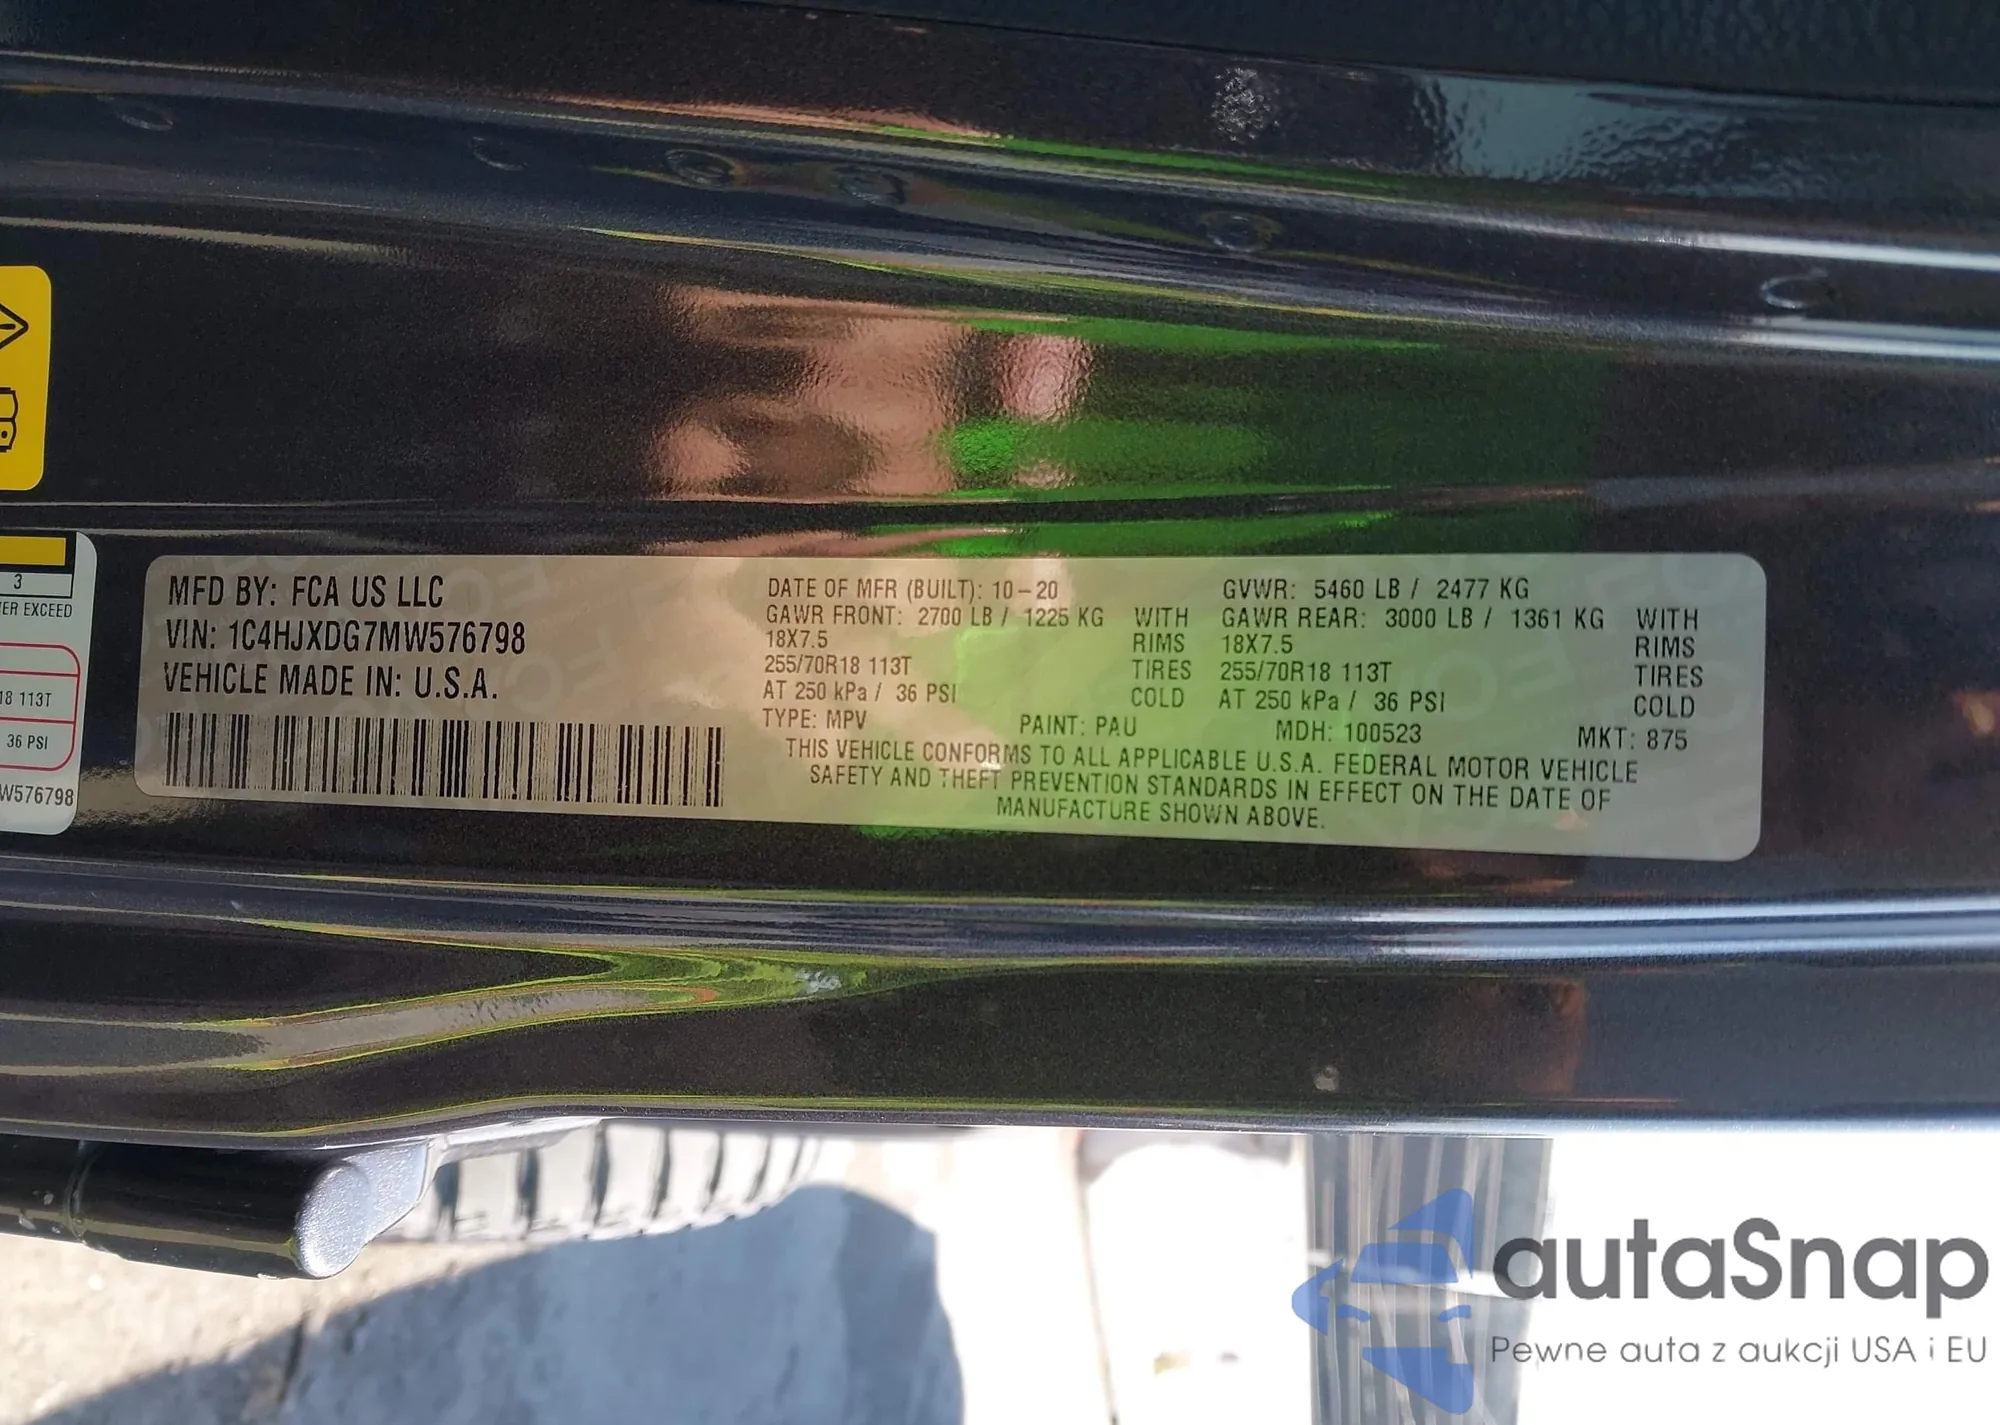 3
ER EXCEED
18 113T
36 PSI
W576798
MFD BY: FCA US LLC
VIN: 1C4HJXDG7MW576798
VEHICLE MADE IN: U.S.A.
DATE OF MFR (BUILT): 10-20 GVWR: 5460 LB / 2477 KG
GAWR FRONT: 2700 LB / 1225 KG WITH GAWR REAR: 3000 LB / 1361 KG WITH
18X7.5 RIMS 18X7.5 RIMS
255/70R18 113T TIRES 255/70R18 113T TIRES
AT 250 kPa / 36 PSI COLD AT 250 kPa / 36 PSI COLD
TYPE: MPV PAINT: PAU MDH: 100523 MKT: 875
THIS VEHICLE CONFORMS TO ALL APPLICABLE U.S.A. FEDERAL MOTOR VEHICLE
SAFETY AND THEFT PREVENTION STANDARDS IN EFFECT ON THE DATE OF
MANUFACTURE SHOWN ABOVE.
autaSnap
Pewne auta z aukcji USA i EU